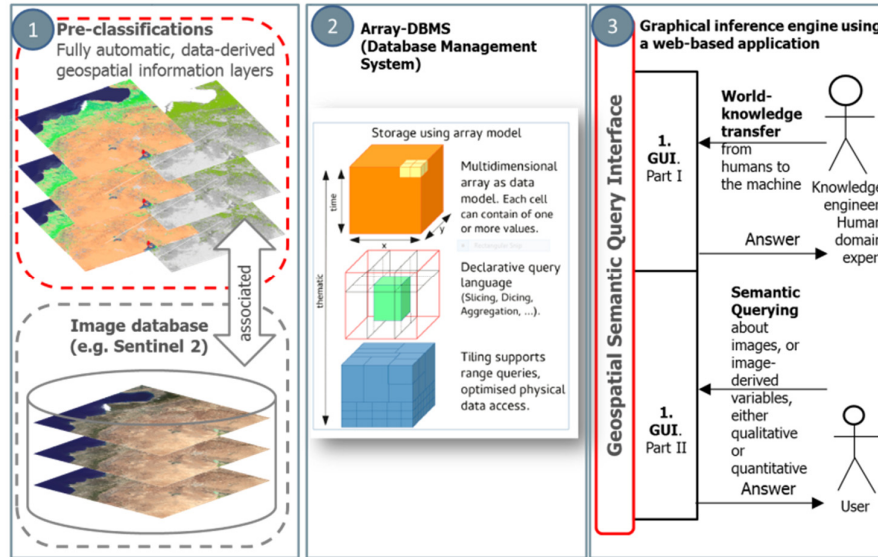 1
Pre-classifications
Fully automatic, data-derived
geospatial information layers
associated
Image database
(e.g. Sentinel 2)
2
Array-DBMS
(Database Management
System)
Storage using array model
time
x
y
thematic
Multidimensional
array as data
model. Each cell
can contain of one
or more values.
Declarative query
language
(Slicing, Dicing,
Aggregation, ...).
Tiling supports
range queries,
optimised physical
data access.
3
Graphical inference engine using
a web-based application
Geospatial Semantic Query Interface
1.
GUI.
Part I
World-
knowledge
transfer
from
humans to
the machine
Knowledge
engineer
Human
domain
exper
Answer
1.
GUI.
Part II
Semantic
Querying
about
images, or
image-
derived
variables,
either
qualitative
or
quantitative
Answer
User